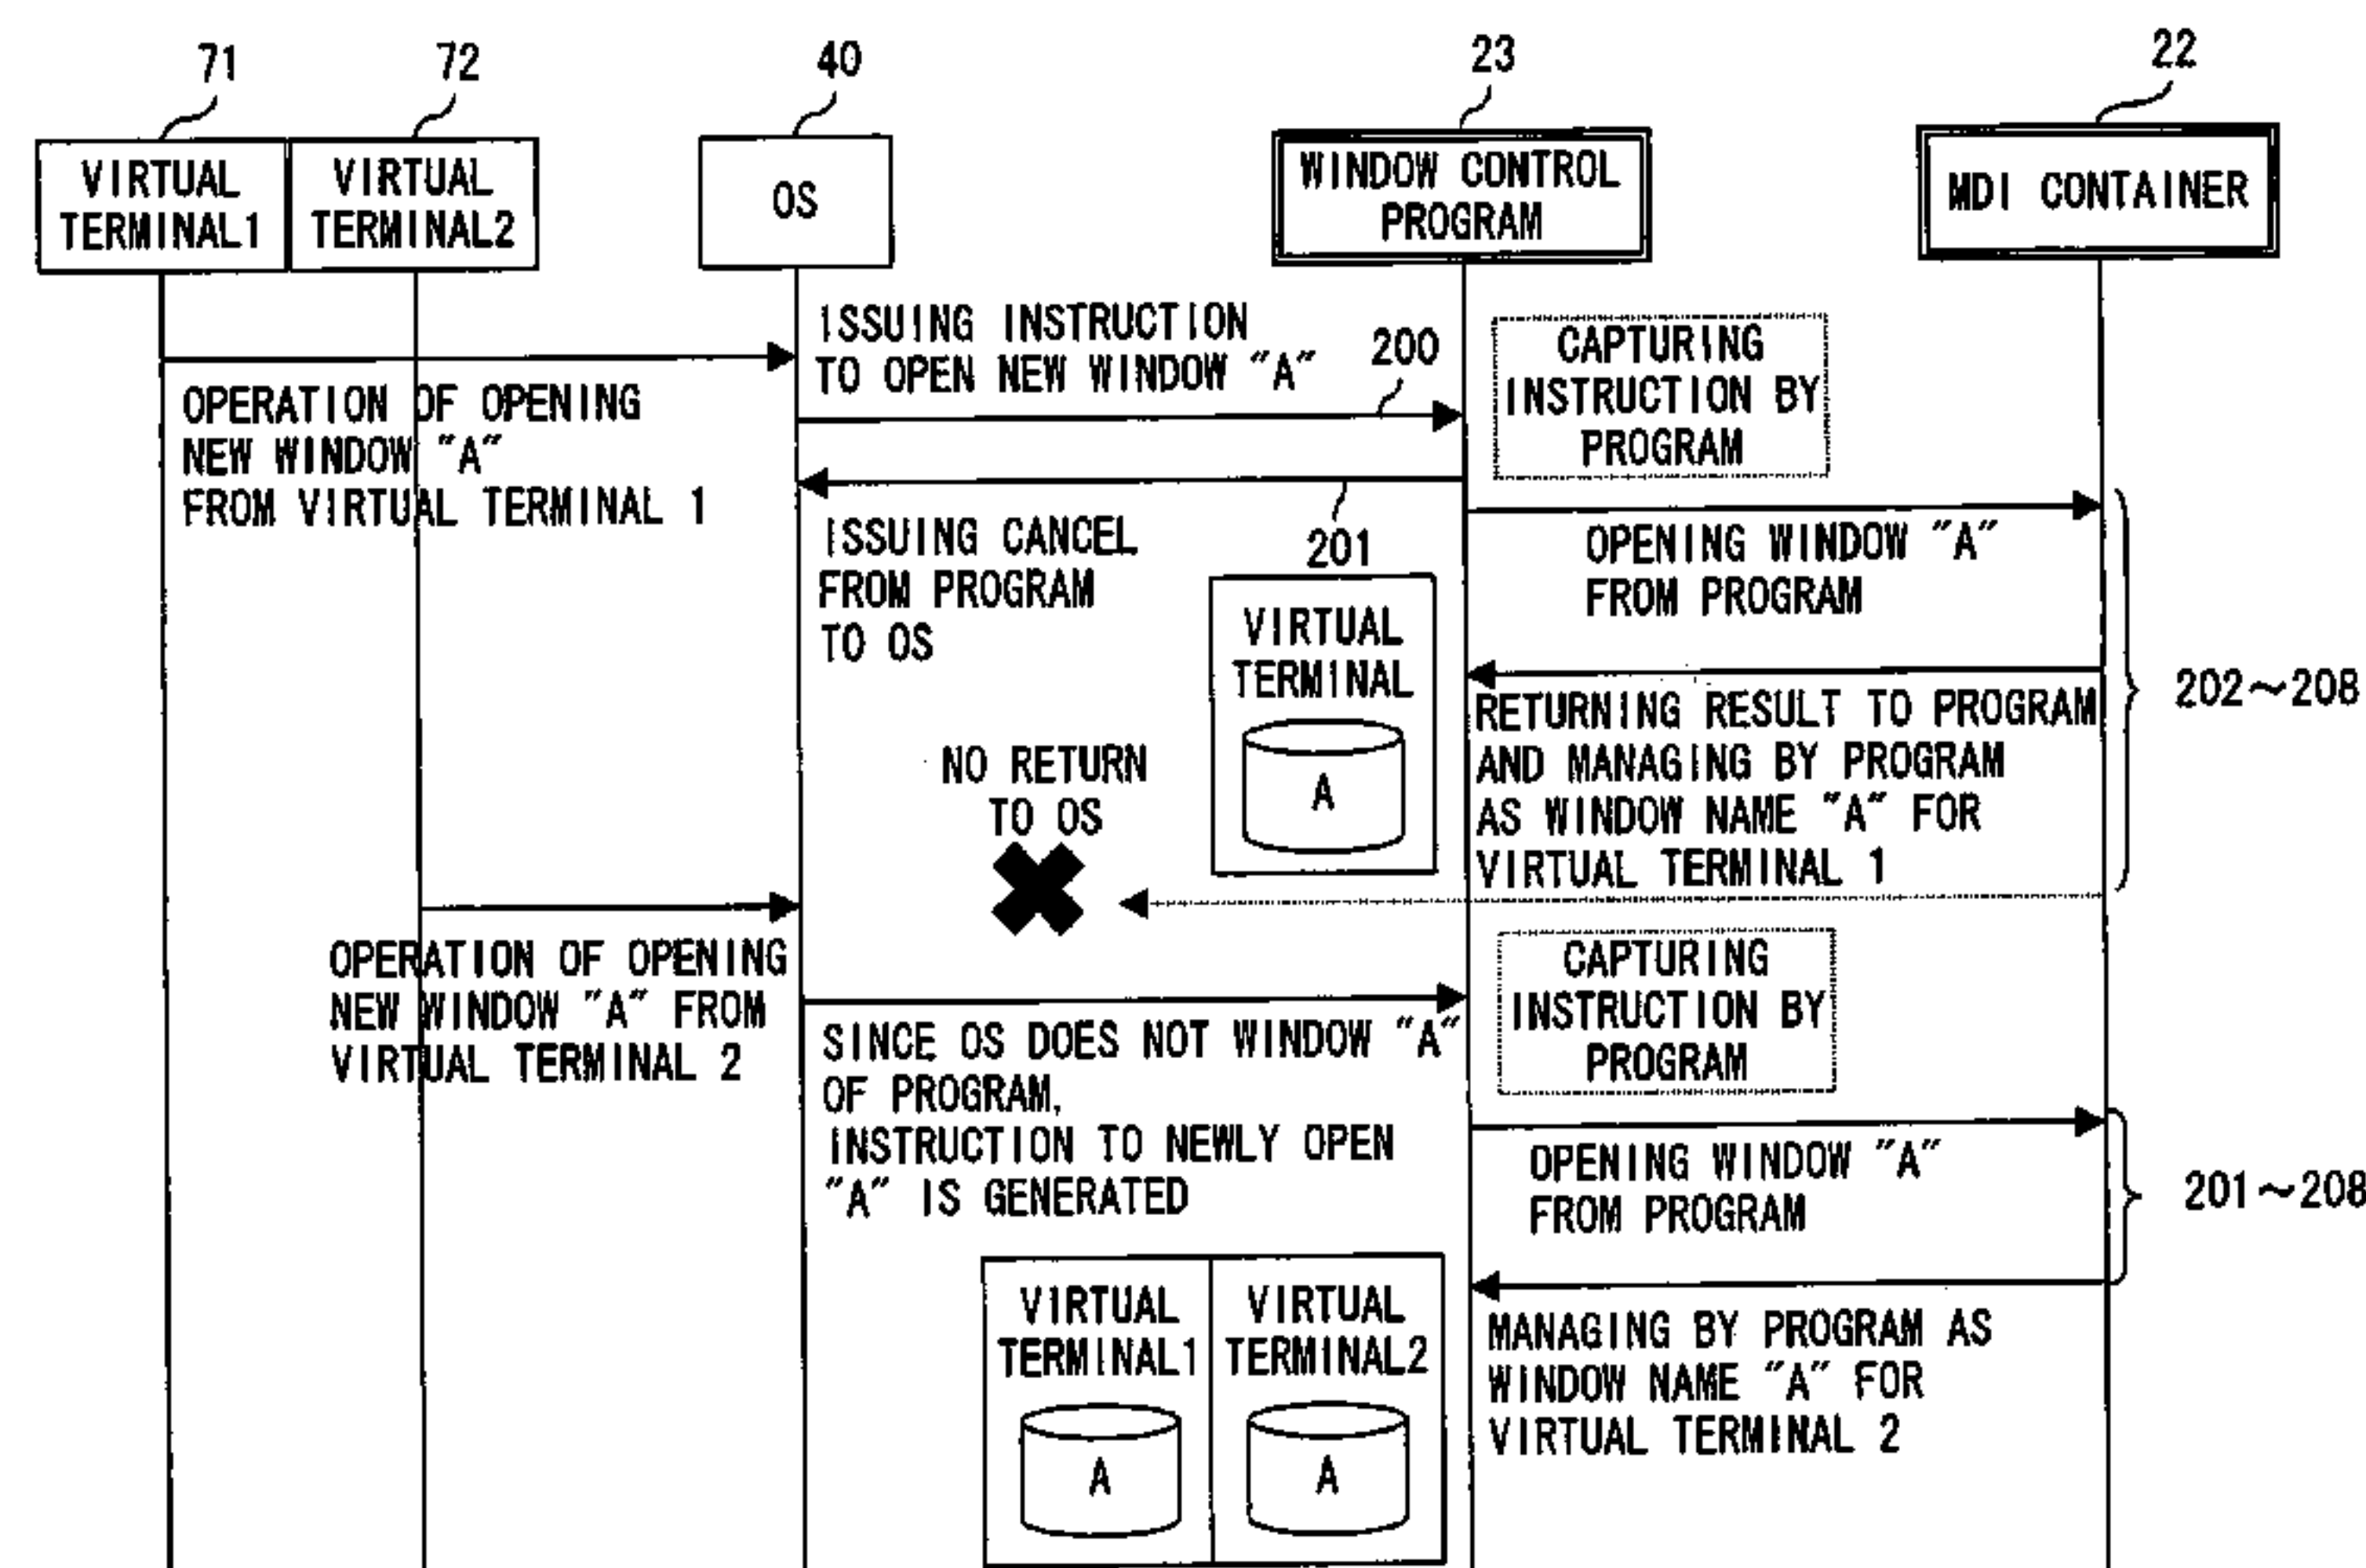 71
72
40
23
22
VIRTUAL
TERMINAL1
VIRTUAL
TERMINAL2
OS
WINDOW CONTROL
PROGRAM
MDI CONTAINER
OPERATION OF OPENING
NEW WINDOW "A"
FROM VIRTUAL TERMINAL 1
ISSUING INSTRUCTION
TO OPEN NEW WINDOW "A"
200
CAPTURING
INSTRUCTION BY
PROGRAM
ISSUING CANCEL
FROM PROGRAM
TO OS
201
OPENING WINDOW "A"
FROM PROGRAM
VIRTUAL
TERMINAL
A
RETURNING RESULT TO PROGRAM
AND MANAGING BY PROGRAM
AS WINDOW NAME "A" FOR
VIRTUAL TERMINAL 1
202~208
NO RETURN
TO OS
OPERATION OF OPENING
NEW WINDOW "A" FROM
VIRTUAL TERMINAL 2
SINCE OS DOES NOT WINDOW "A"
OF PROGRAM,
INSTRUCTION TO NEWLY OPEN
"A" IS GENERATED
CAPTURING
INSTRUCTION BY
PROGRAM
OPENING WINDOW "A"
FROM PROGRAM
201~208
VIRTUAL
TERMINAL1
A
VIRTUAL
TERMINAL2
A
MANAGING BY PROGRAM AS
WINDOW NAME "A" FOR
VIRTUAL TERMINAL 2